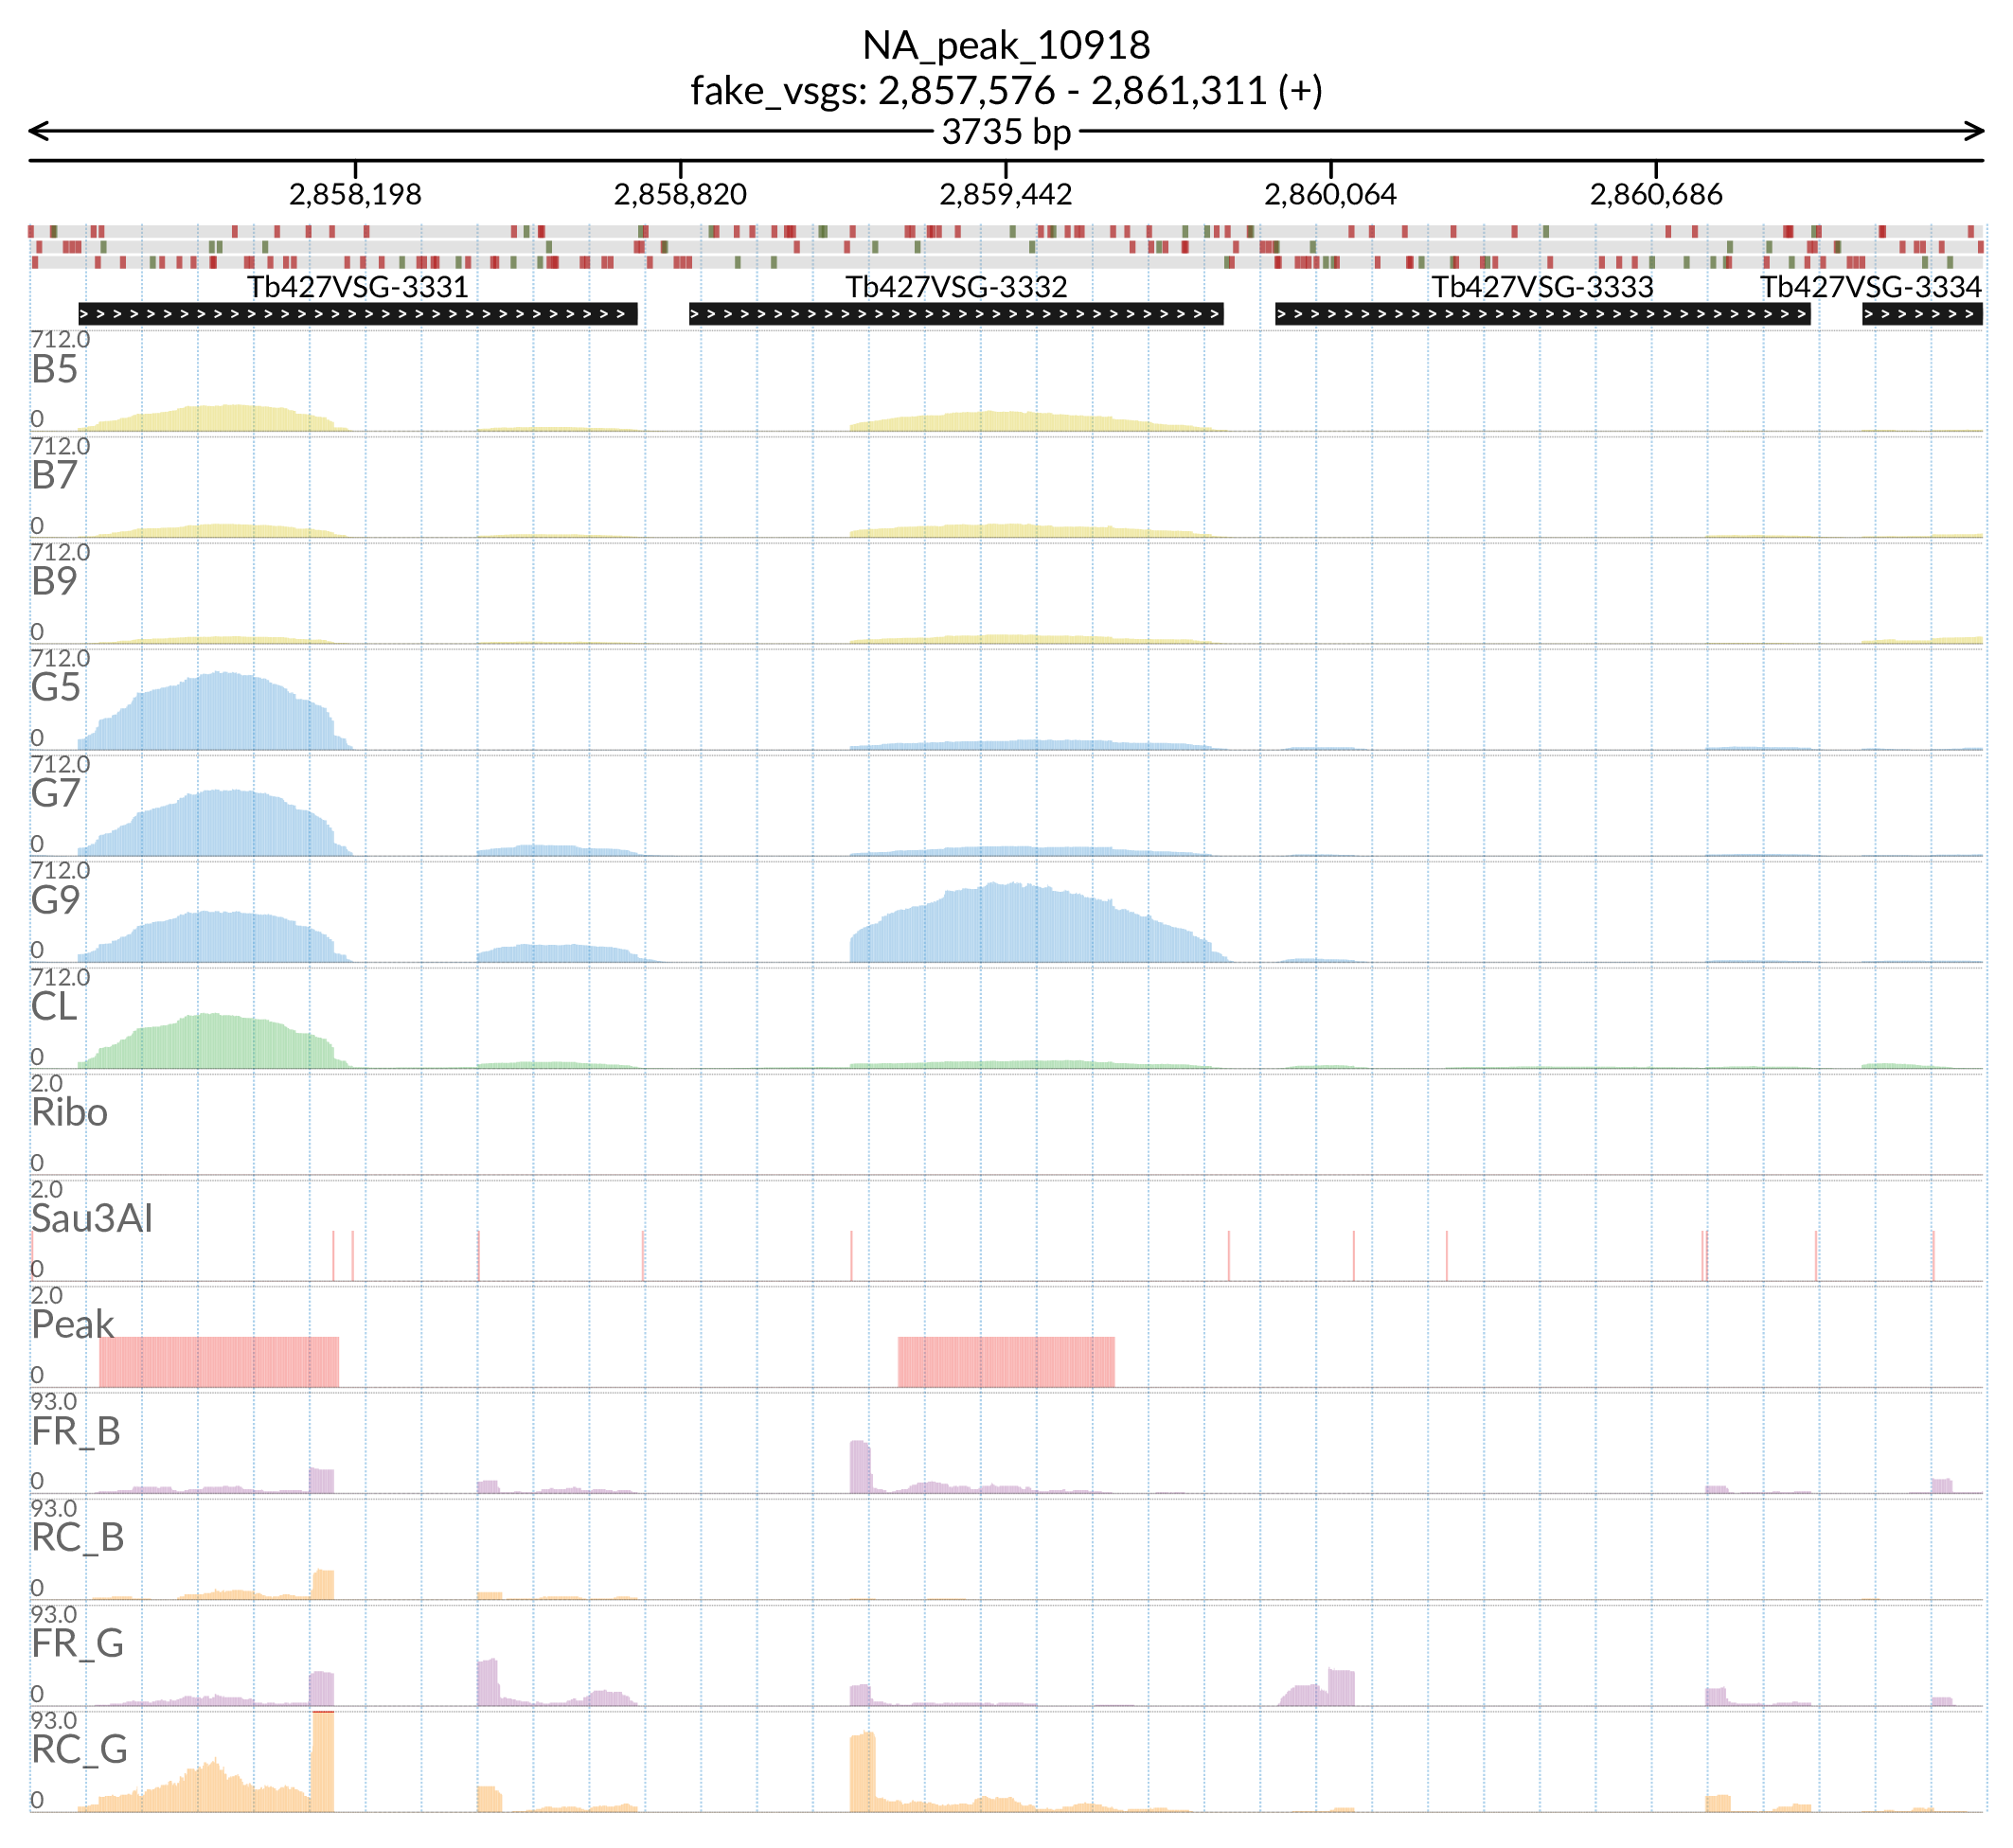 NA_peak_10918
fake_vsgs: 2,857,576 - 2,861,311 (+)
3735 bp
2,858,198 2,858,820 2,859,442 2,860,064 2,860,686
Tb427VSG-3331 Tb427VSG-3332 Tb427VSG-3333 Tb427VSG-3334
712.0
B5
0
712.0
B7
0
712.0
B9
0
712.0
G5
0
712.0
G7
0
712.0
G9
0
712.0
CL
0
2.0
Ribo
0
2.0
Sau3AI
0
2.0
Peak
0
93.0
FR_B
0
93.0
RC_B
0
93.0
FR_G
0
93.0
RC_G
0